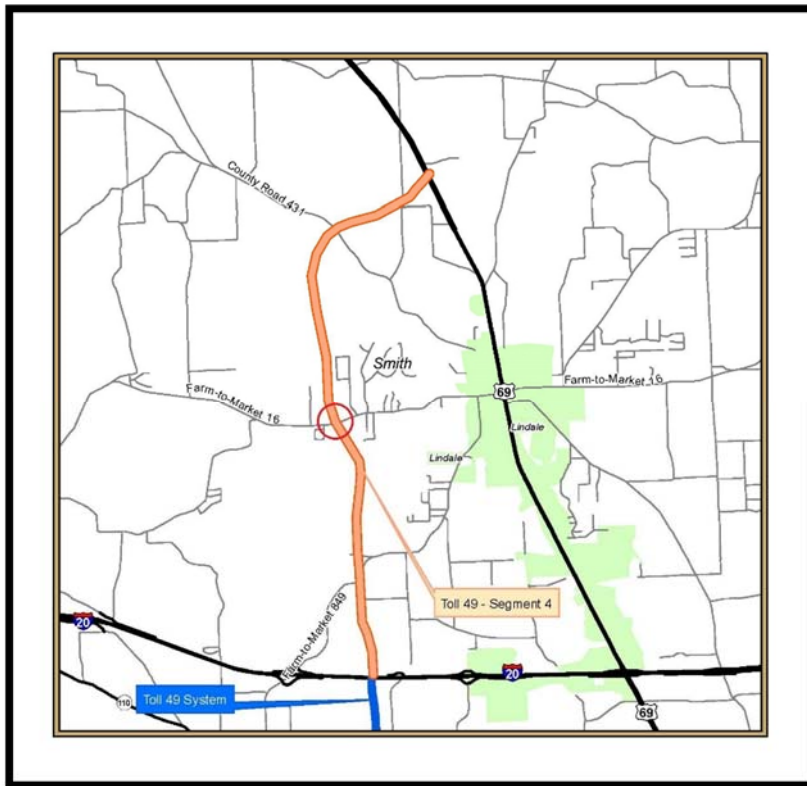 County Road 431
Smith
Farm-to-Market 16
69
Farm-to-Market 16
Lindale
Lindale
Toll 49 - Segment 4
Farm-to-Market 849
20
20
110
Toll 49 System
69